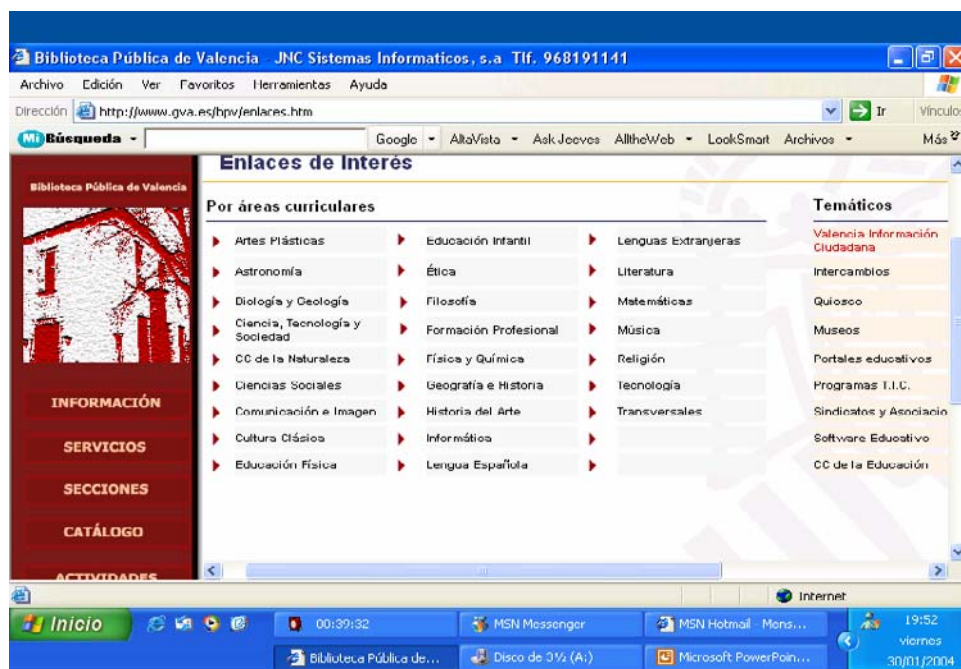 Biblioteca Pública de Valencia - JNC Sistemas Informaticos, s.a Tlf. 968191141
Archivo Edición Ver Favoritos Herramientas Ayuda
Dirección http://www.gva.es/bpv/enlaces.htm Ir Vínculos
Mi Búsqueda Google AltaVista Ask Jeeves AlltheWeb LookSmart Archivos Más
Biblioteca Pública de Valencia
INFORMACIÓN
SERVICIOS
SECCIONES
CATÁLOGO
ACTIVIDADES
Enlaces de Interés
Por áreas curriculares
Artes Plásticas Educación Infantil Lenguas Extranjeras
Astronomía Ética Literatura
Biología y Geología Filosofía Matemáticas
Ciencia, Tecnología y
Sociedad Formación Profesional Música
CC de la Naturaleza Física y Química Religión
Ciencias Sociales Geografía e Historia Tecnología
Comunicación e Imagen Historia del Arte Transversales
Cultura Clásica Informática
Educación Física Lengua Española
Temáticos
Valencia Información
Ciudadana
Intercambios
Quiosco
Museos
Portales educativos
Programas T.I.C.
Sindicatos y Asociacio
Software Educativo
CC de la Educación
Internet
Inicio 00:39:32 MSN Messenger MSN Hotmail - Mens... 19:52
viernes
Biblioteca Pública de... Disco de 3½ (A:) Microsoft PowerPoin... 30/01/2004